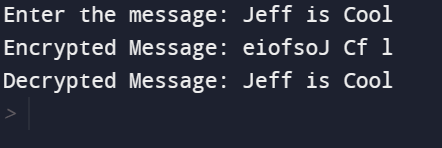 Enter the message: Jeff is Cool
Encrypted Message: eiofsoJ Cf l
Decrypted Message: Jeff is Cool
>